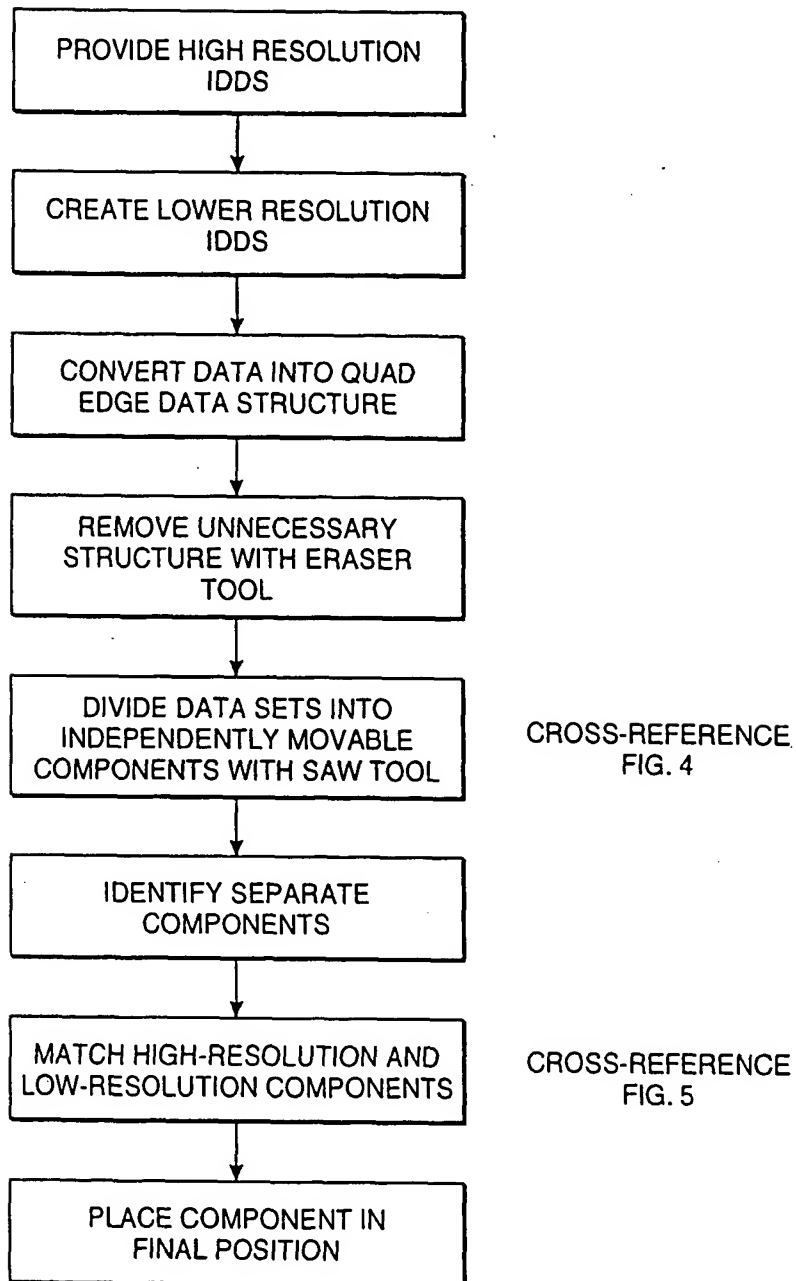 PROVIDE HIGH RESOLUTION
IDDS
CREATE LOWER RESOLUTION
IDDS
CONVERT DATA INTO QUAD
EDGE DATA STRUCTURE
REMOVE UNNECESSARY
STRUCTURE WITH ERASER
TOOL
DIVIDE DATA SETS INTO
INDEPENDENTLY MOVABLE
COMPONENTS WITH SAW TOOL
CROSS-REFERENCE
FIG. 4
IDENTIFY SEPARATE
COMPONENTS
MATCH HIGH-RESOLUTION AND
LOW-RESOLUTION COMPONENTS
CROSS-REFERENCE
FIG. 5
PLACE COMPONENT IN
FINAL POSITION